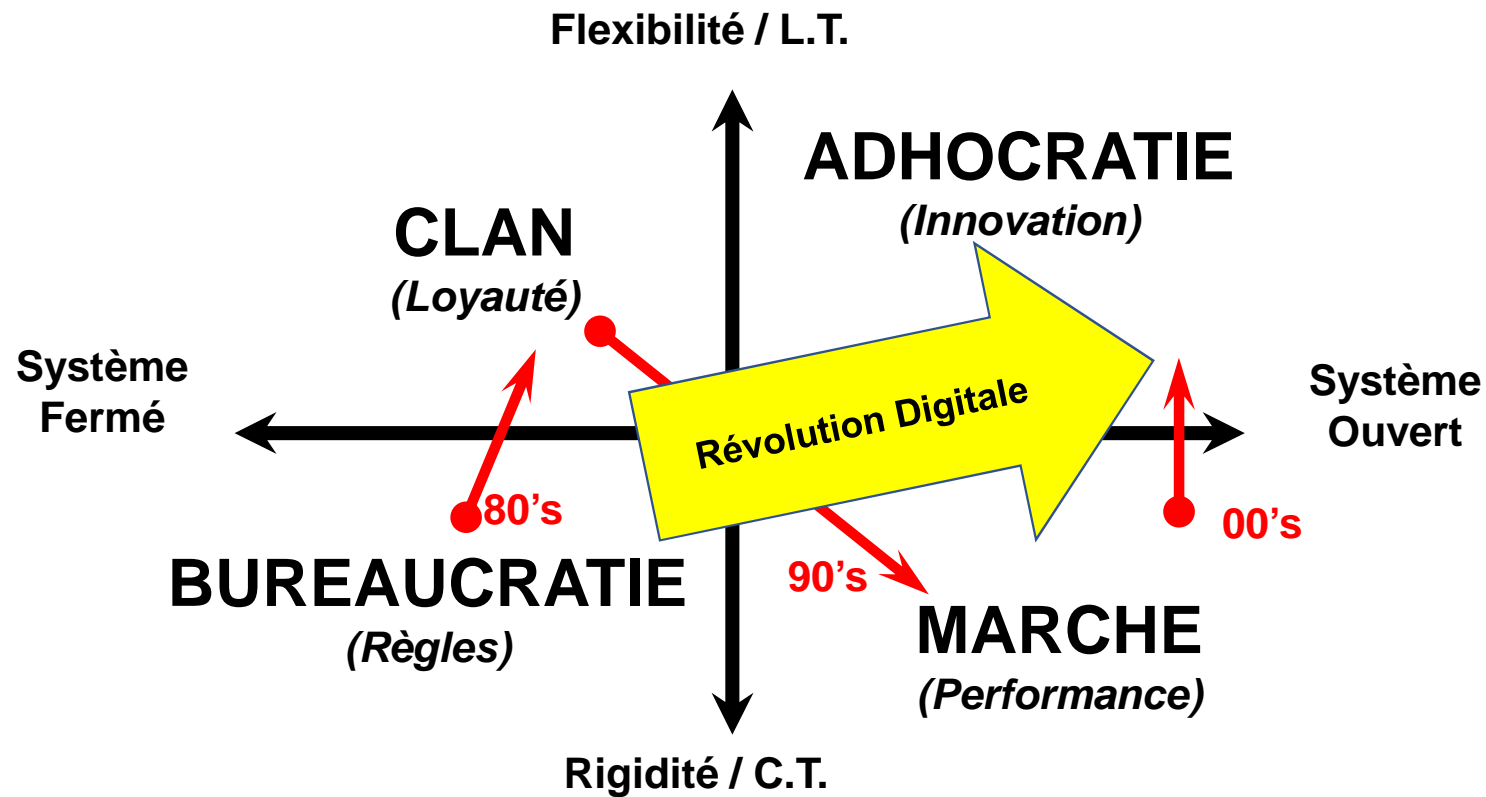 Flexibilité / L.T.
ADHOCRATIE
(Innovation)
CLAN
(Loyauté)
Système
Fermé
Révolution Digitale
Système
Ouvert
80’s
00’s
90’s
BUREAUCRATIE
(Règles)
MARCHE
(Performance)
Rigidité / C.T.